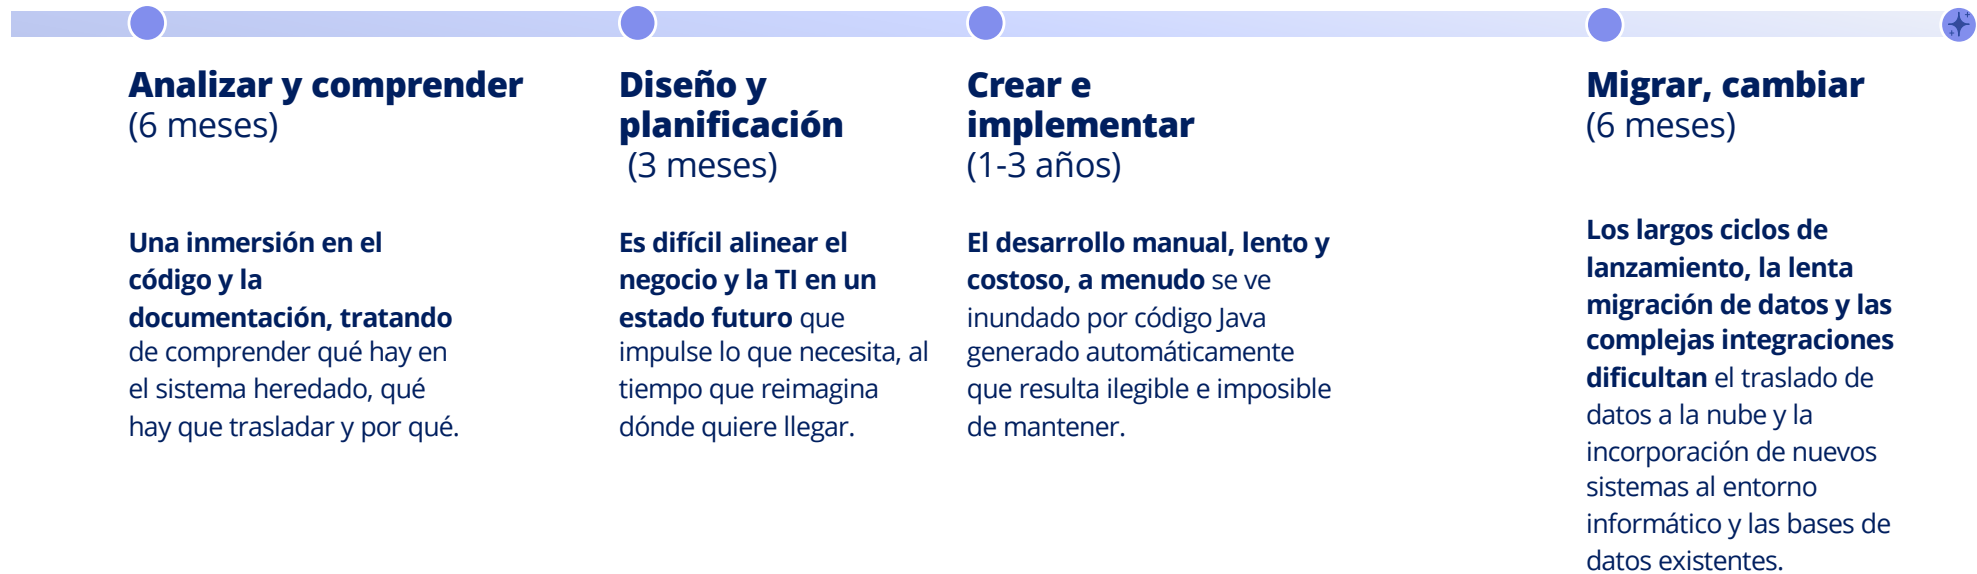 Analizar y comprender
(6 meses)
Una inmersión en el
código y la
documentación, tratando
de comprender qué hay en
el sistema heredado, qué
hay que trasladar y por qué.
Diseño y
planificación
(3 meses)
Es difícil alinear el
negocio y la TI en un
estado futuro que
impulse lo que necesita, al
tiempo que reimagina
dónde quiere llegar.
Crear e
implementar
(1-3 años)
El desarrollo manual, lento y
costoso, a menudo se ve
inundado por código Java
generado automáticamente
que resulta ilegible e imposible
de mantener.
Migrar, cambiar
(6 meses)
Los largos ciclos de
lanzamiento, la lenta
migración de datos y las
complejas integraciones
dificultan el traslado de
datos a la nube y la
incorporación de nuevos
sistemas al entorno
informático y las bases de
datos existentes.